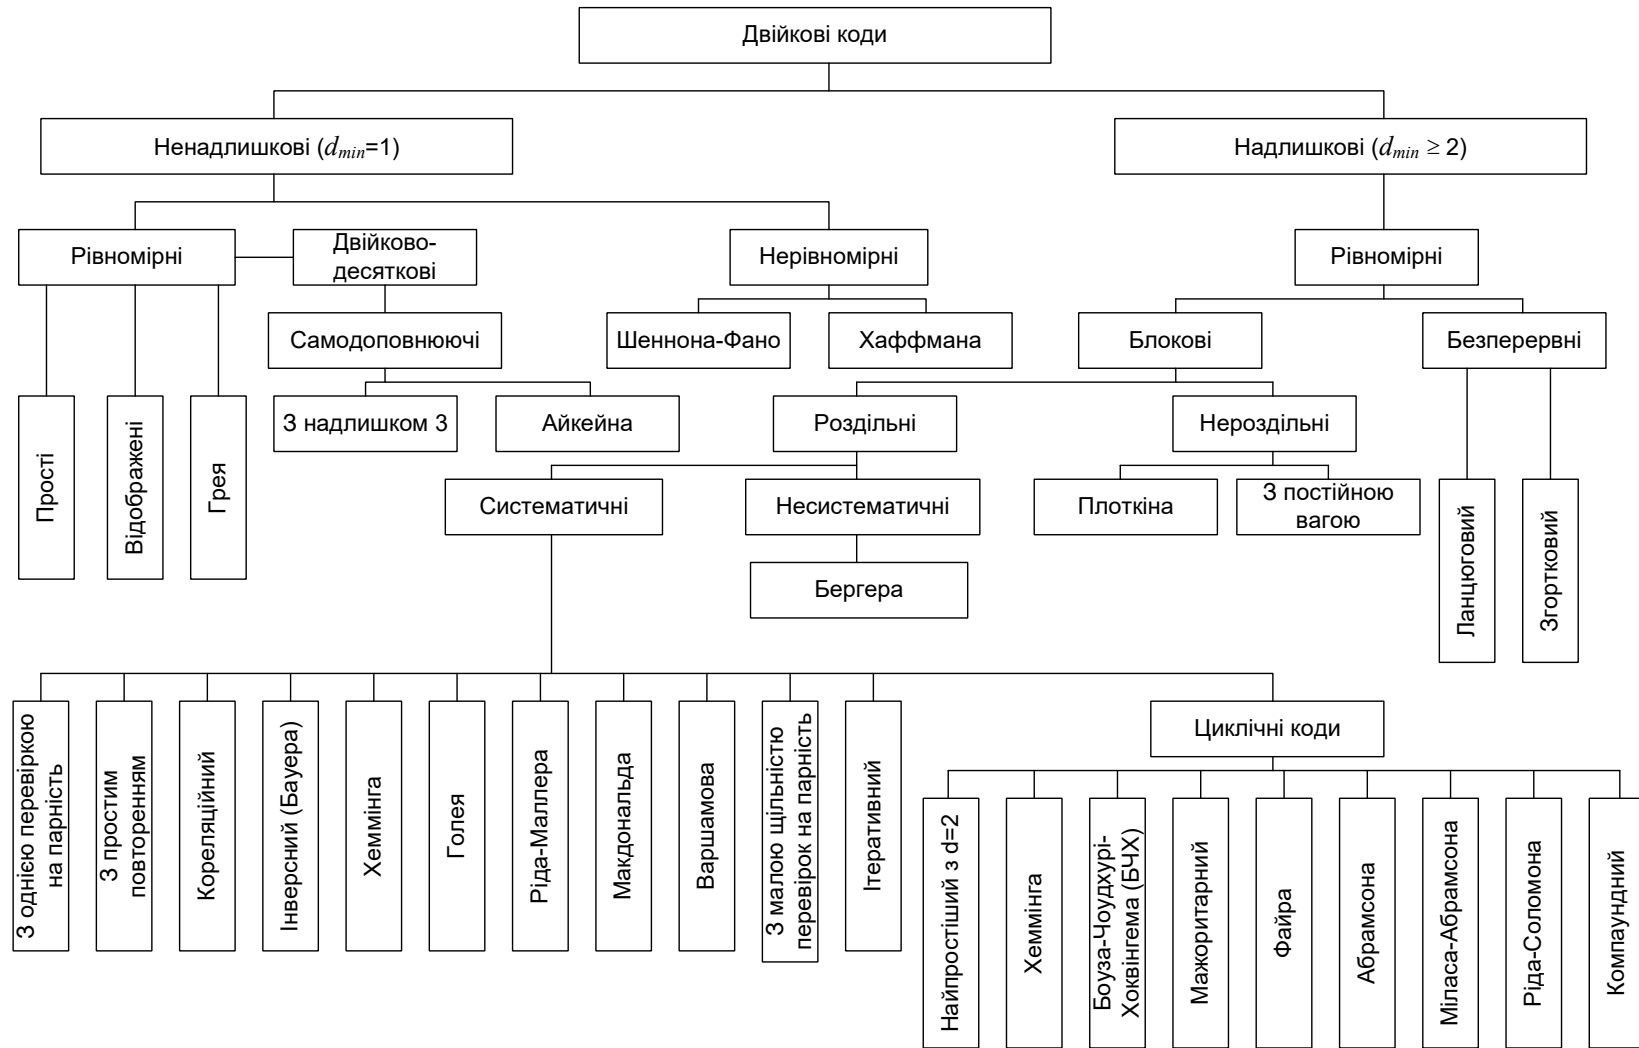 Двійкові коди
Ненадлишкові (dmin=1)
Надлишкові (dmin ≥ 2)
Рівномірні
Двійково-
десяткові
Нерівномірні
Рівномірні
Самодоповнюючі
Шеннона-Фано
Хаффмана
Блокові
Безперервні
Прості
Відображені
Грея
З надлишком 3
Айкейна
Роздільні
Нероздільні
Систематичні
Несистематичні
Плоткіна
З постійною
вагою
Ланцюговий
Згортковий
Бергера
З однією перевіркою
на парність
З простим
повторенням
Кореляційний
Інверсний (Бауера)
Хеммінга
Голея
Ріда-Маллера
Макдональда
Варшамова
З малою щільністю
перевірок на парність
Ітеративний
Циклічні коди
Найпростіший з d=2
Хеммінга
Боуза-Чоудхурі-
Хоквінгема (БЧХ)
Мажоритарний
Файра
Абрамсона
Міласа-Абрамсона
Ріда-Соломона
Компаундний